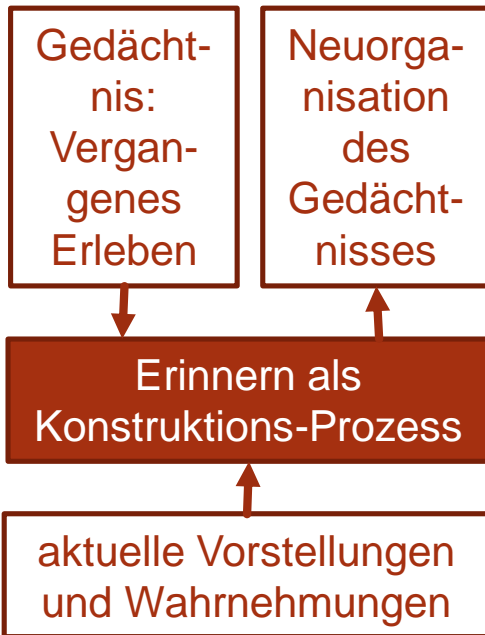 Gedächt-
nis:
Vergan-
genes
Erleben
Neuorga-
nisation
des
Gedächt-
nisses
Erinnern als
Konstruktions-Prozess
aktuelle Vorstellungen
und Wahrnehmungen